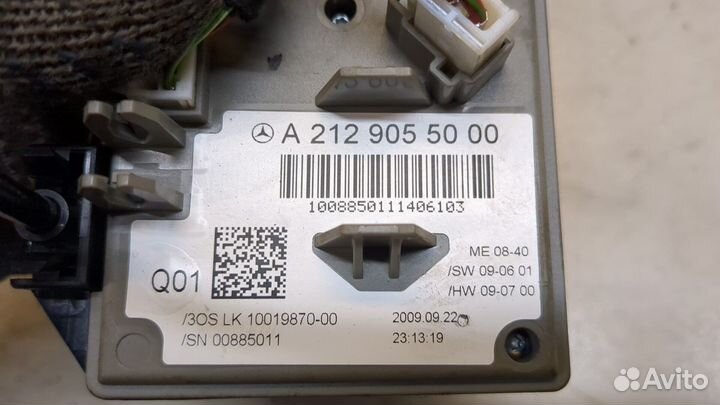 A 212 905 50 00
1008850111406103
ME 08-40
/SW 09-06 01
/HW 09-07 00
Q01
/3OS LK 10019870-00
2009.09.22
/SN 00885011
23:13:19
Avito